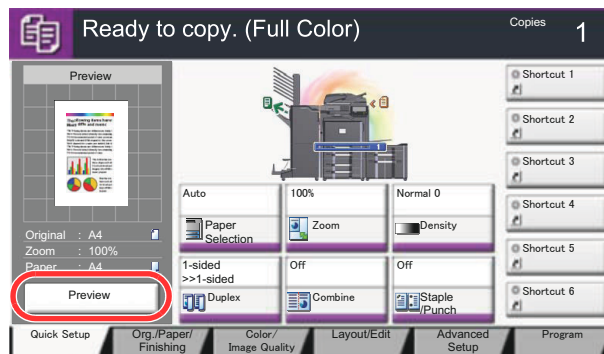 Ready to copy. (Full Color)
Copies
1
Preview
Original : A4
Zoom : 100%
Paper : A4
Preview
1
Auto
Paper
Selection
100%
Zoom
Normal 0
Density
1-sided
>>1-sided
Duplex
Off
Combine
Off
Staple
/Punch
Shortcut 1
Shortcut 2
Shortcut 3
Shortcut 4
Shortcut 5
Shortcut 6
Quick Setup
Org./Paper/
Finishing
Color/
Image Quality
Layout/Edit
Advanced
Setup
Program